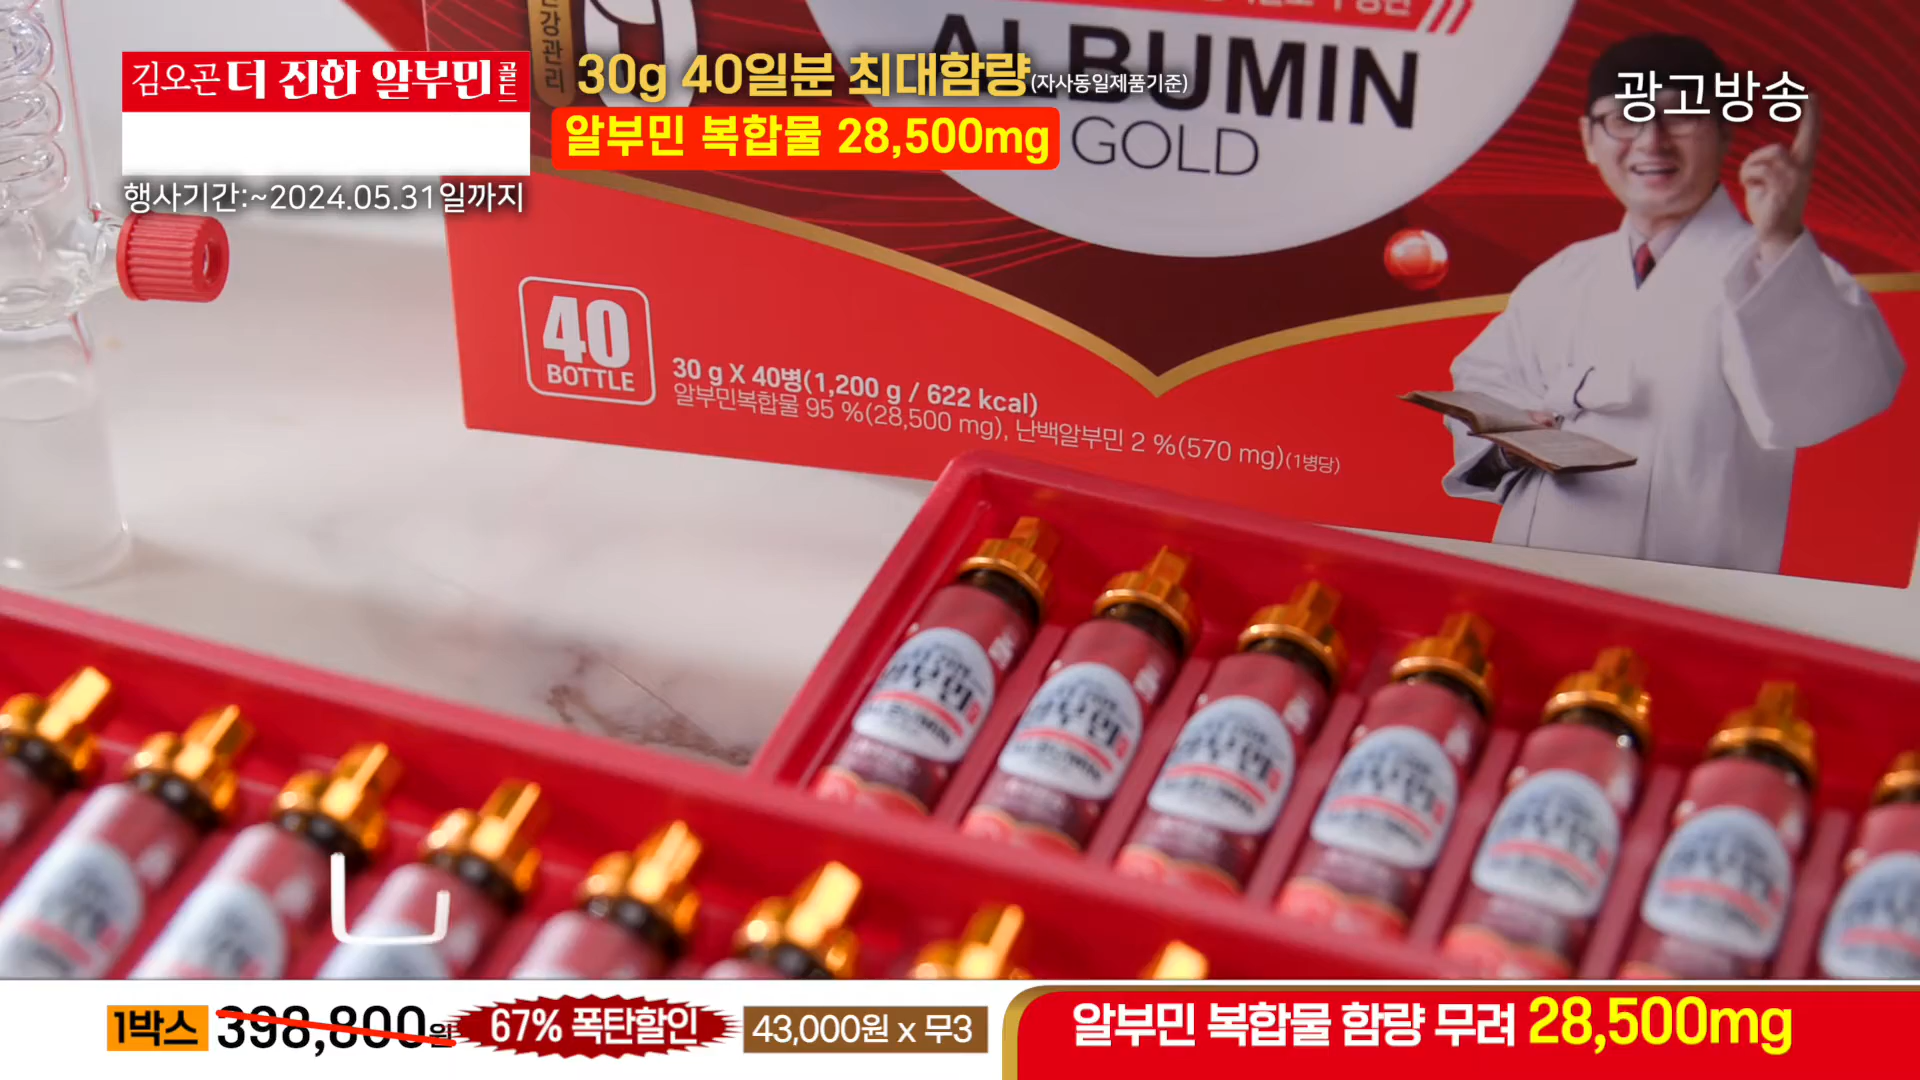 강관리
ALBUMIN
GOLD
김오곤 더 진한 알부민 골드
30g 40일분 최대함량(자사동일제품기준)
알부민 복합물 28,500mg
광고방송
행사기간:~2024.05.31일까지
40
BOTTLE
30 g X 40병(1,200 g / 622 kcal)
알부민복합물 95 %(28,500 mg), 난백알부민 2 %(570 mg)(1병당)
1박스 398,800원
67% 폭탄할인
43,000원 x 무3
알부민 복합물 함량 무려 28,500mg